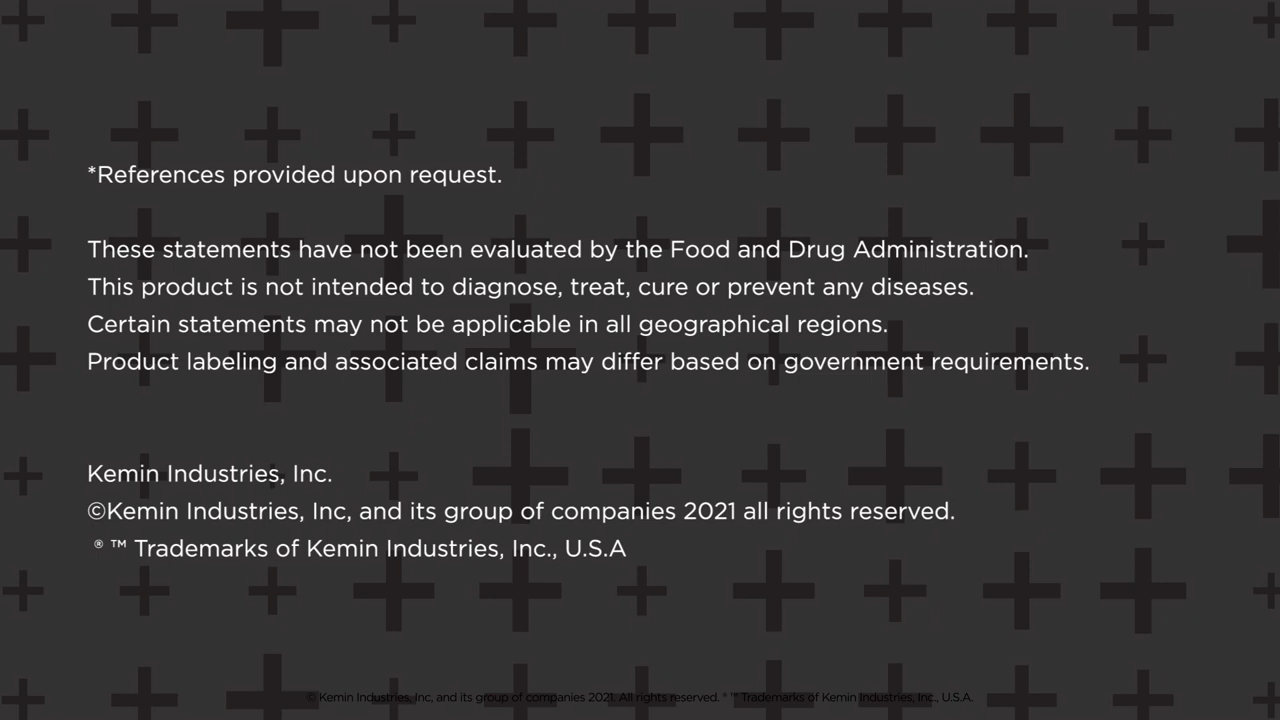 *References provided upon request.
These statements have not been evaluated by the Food and Drug Administration.
This product is not intended to diagnose, treat, cure or prevent any diseases.
Certain statements may not be applicable in all geographical regions.
Product labeling and associated claims may differ based on government requirements.
Kemin Industries, Inc.
©Kemin Industries, Inc, and its group of companies 2021 all rights reserved.
® ™ Trademarks of Kemin Industries, Inc., U.S.A
© Kemin Industries, Inc, and its group of companies 2021. All rights reserved. ® ™ Trademarks of Kemin Industries, Inc., U.S.A.